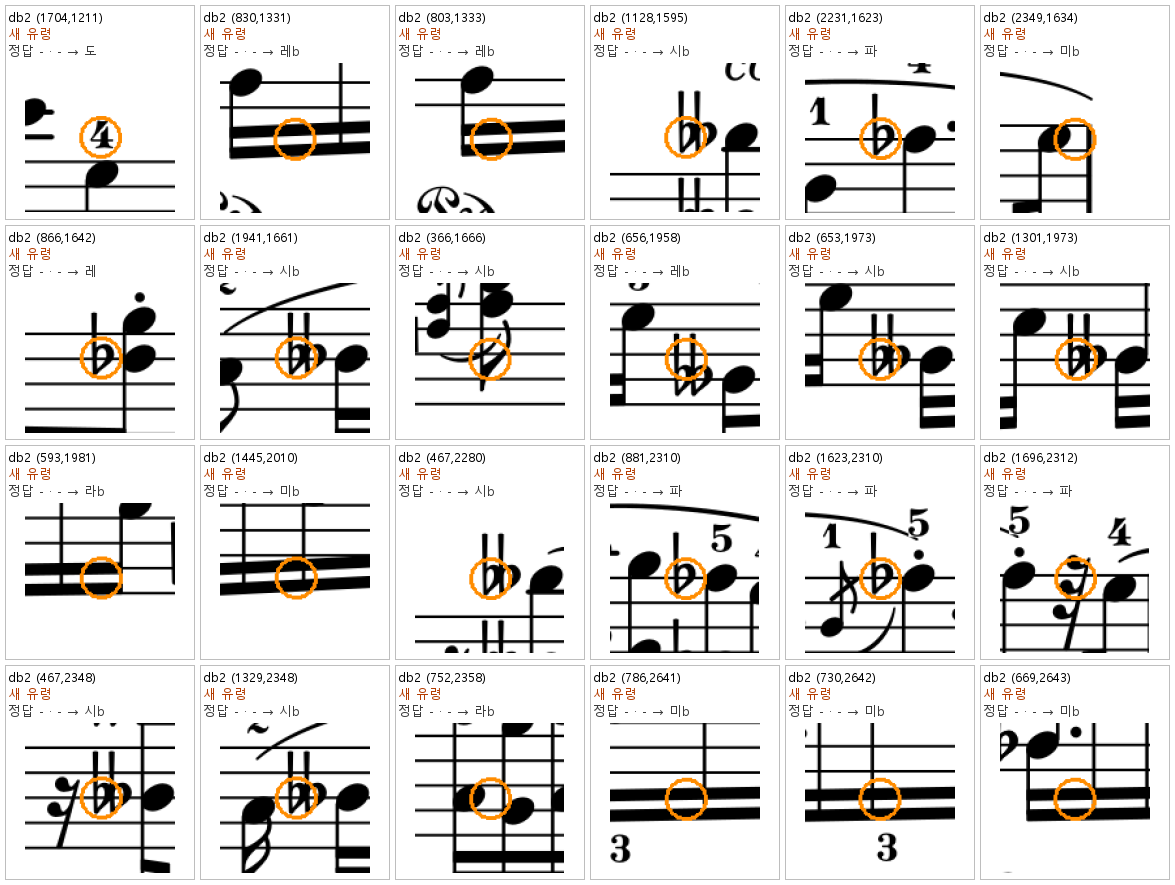 db2 (1704,1211)
새 유령
정답 - · - → 도
4
db2 (830,1331)
새 유령
정답 - · - → 레b
db2 (803,1333)
새 유령
정답 - · - → 레b
db2 (1128,1595)
새 유령
정답 - · - → 시b
db2 (2231,1623)
새 유령
정답 - · - → 파
4
1
db2 (2349,1634)
새 유령
정답 - · - → 미b
db2 (866,1642)
새 유령
정답 - · - → 레
db2 (1941,1661)
새 유령
정답 - · - → 시b
db2 (366,1666)
새 유령
정답 - · - → 시b
db2 (656,1958)
새 유령
정답 - · - → 레b
db2 (653,1973)
새 유령
정답 - · - → 시b
db2 (1301,1973)
새 유령
정답 - · - → 시b
db2 (593,1981)
새 유령
정답 - · - → 라b
db2 (1445,2010)
새 유령
정답 - · - → 미b
db2 (467,2280)
새 유령
정답 - · - → 시b
db2 (881,2310)
새 유령
정답 - · - → 파
5
db2 (1623,2310)
새 유령
정답 - · - → 파
1 5
db2 (1696,2312)
새 유령
정답 - · - → 파
5 4
db2 (467,2348)
새 유령
정답 - · - → 시b
db2 (1329,2348)
새 유령
정답 - · - → 시b
db2 (752,2358)
새 유령
정답 - · - → 라b
db2 (786,2641)
새 유령
정답 - · - → 미b
3
db2 (730,2642)
새 유령
정답 - · - → 미b
3
db2 (669,2643)
새 유령
정답 - · - → 미b